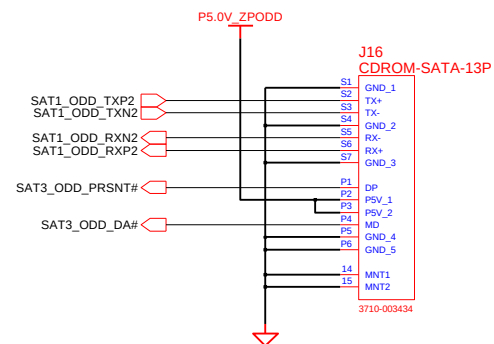 P5.0V_ZPODD
J16
CDROM-SATA-13P
S1 GND_1
SAT1_ODD_TXP2 S2 TX+
SAT1_ODD_TXN2 S3 TX-
S4 GND_2
SAT1_ODD_RXN2 S5 RX-
SAT1_ODD_RXP2 S6 RX+
S7 GND_3
SAT3_ODD_PRSNT# P1 DP
P2 P5V_1
P3 P5V_2
SAT3_ODD_DA# P4 MD
P5 GND_4
P6 GND_5
14 MNT1
15 MNT2
3710-003434